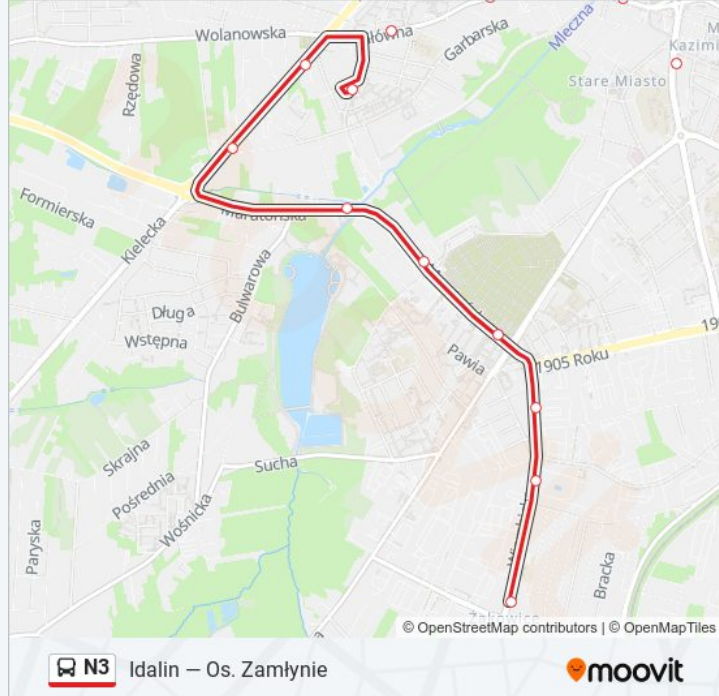 Wolanowska
Garbarska
Mleczna
Kazimi
Stare Miasto
Rzędowa
Formierska
Kielecka
Bulwarowa
Długa
Wstępna
Pawia
1905 Roku
19
Skrajna
Sucha
Pośrednia
Wośnicka
Paryska
Bracka
© OpenStreetMap contributors | © OpenMapTiles
N3 Idalin — Os. Zamłynie
moovit